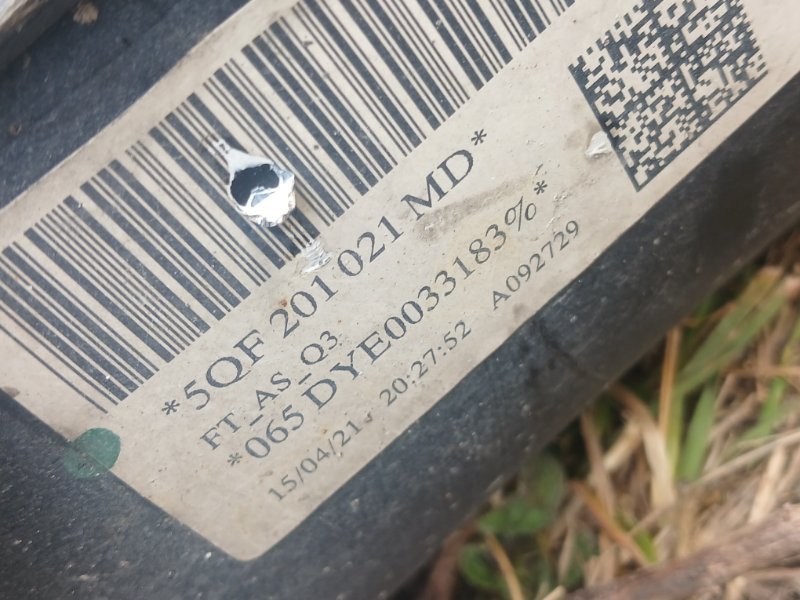 *5QF 201 021 MD*
FT_AS_Q3
*065 DYE0033183%*
15/04/21 20:27:52 A092729